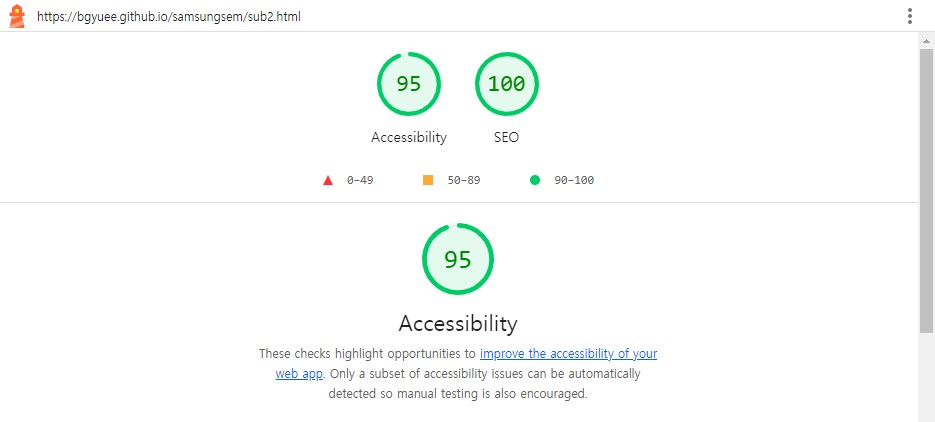 https://bgyuee.github.io/samsungsem/sub2.html
95 100
Accessibility SEO
0–49 50–89 90–100
95
Accessibility
These checks highlight opportunities to improve the accessibility of your
web app. Only a subset of accessibility issues can be automatically
detected so manual testing is also encouraged.